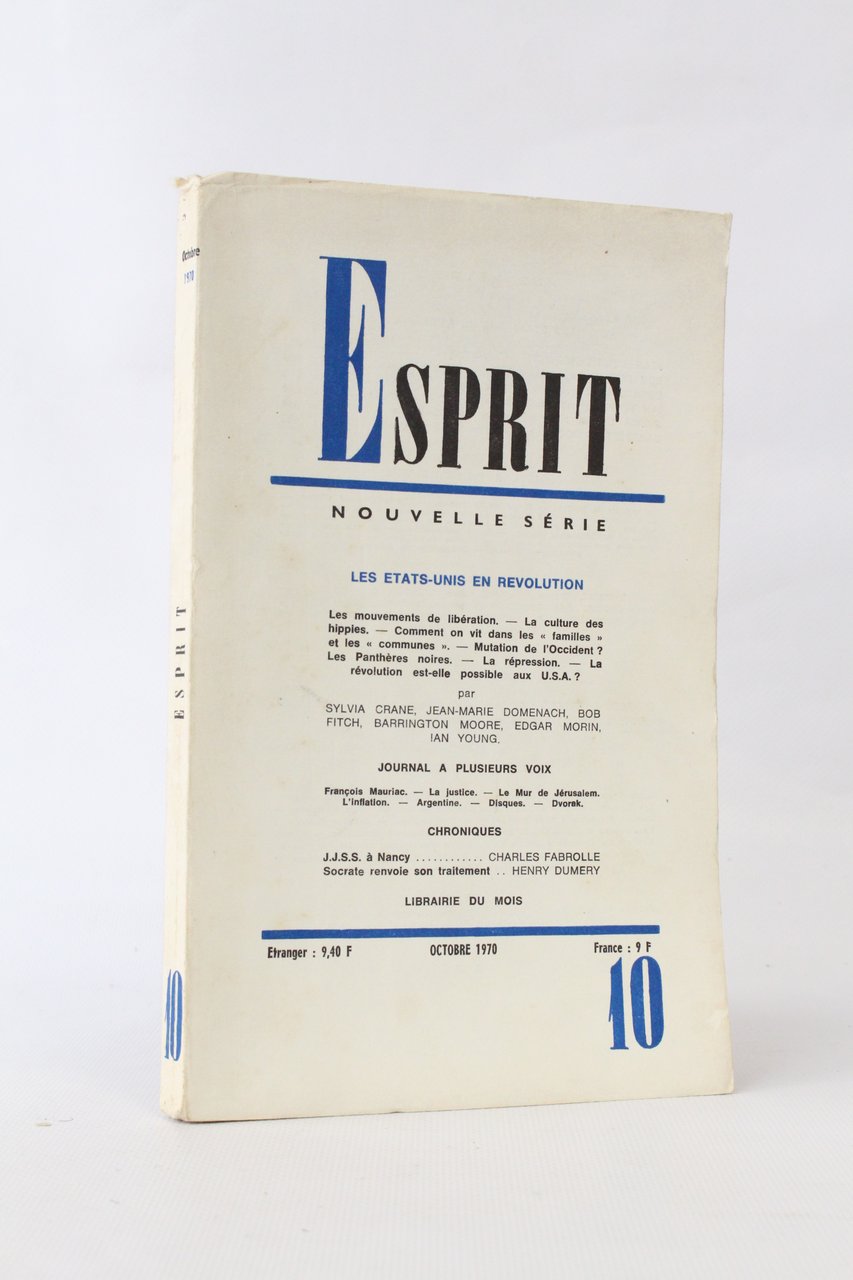 Octobre
1970
ESPRIT
10
ESPRIT
NOUVELLE SÉRIE
LES ETATS-UNIS EN REVOLUTION
Les mouvements de libération. — La culture des
hippies. — Comment on vit dans les « familles »
et les « communes ». — Mutation de l'Occident ?
Les Panthères noires. — La répression. — La
révolution est-elle possible aux U.S.A. ?
par
SYLVIA CRANE, JEAN-MARIE DOMENACH, BOB
FITCH, BARRINGTON MOORE, EDGAR MORIN,
IAN YOUNG.
JOURNAL A PLUSIEURS VOIX
François Mauriac. — La justice. — Le Mur de Jérusalem.
L'inflation. — Argentine. — Disques. — Dvorak.
CHRONIQUES
J.J.S.S. à Nancy ............ CHARLES FABROLLE
Socrate renvoie son traitement .. HENRY DUMERY
LIBRAIRIE DU MOIS
Etranger : 9,40 F OCTOBRE 1970 France : 9 F
10